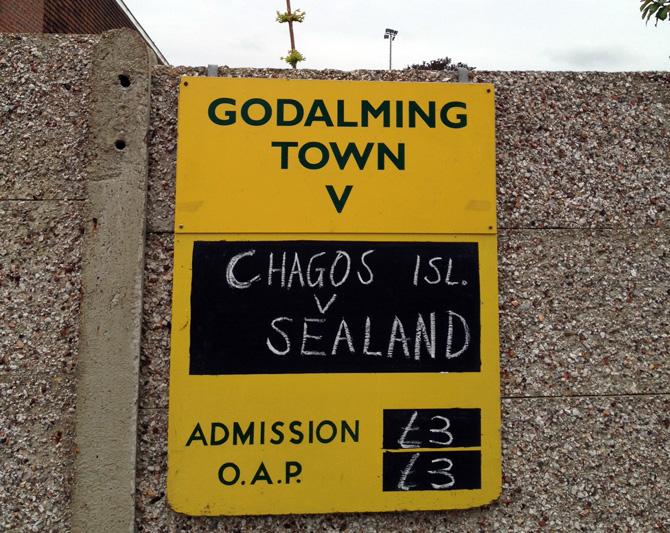 GODALMING
TOWN
V
CHAGOS ISL.
V
SEALAND
ADMISSION £3
O.A.P. £3